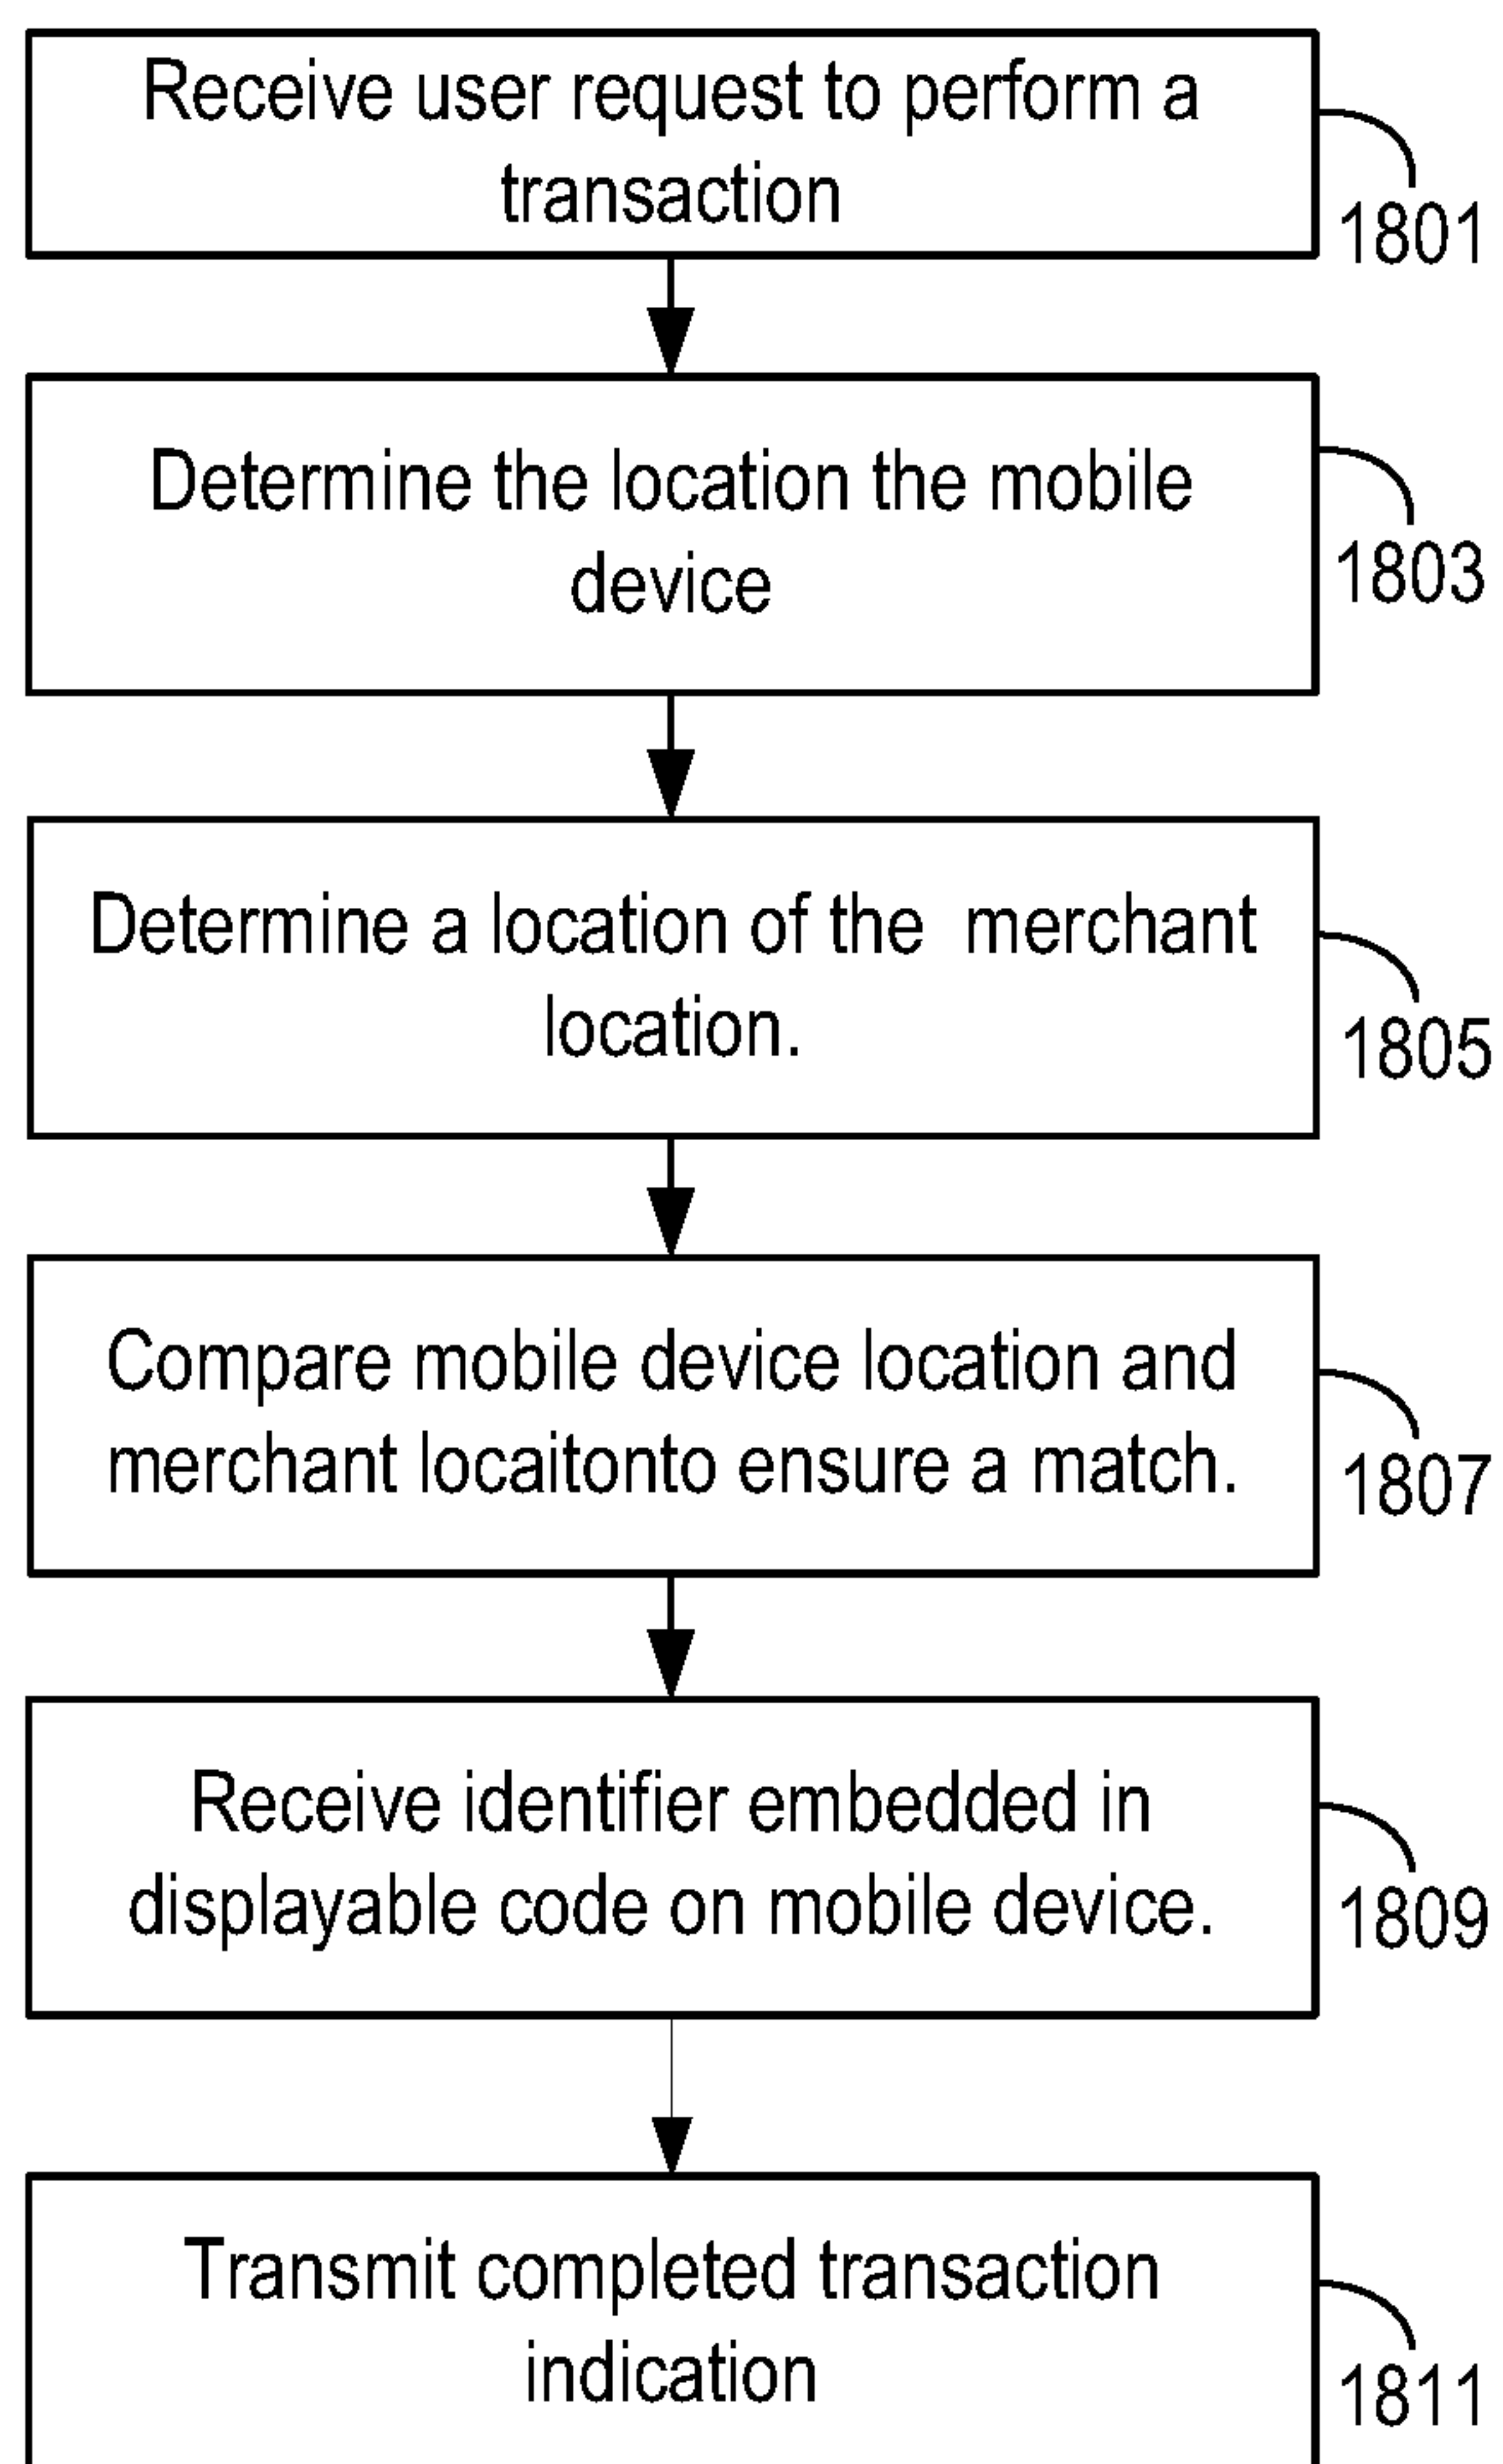 Receive user request to perform a
transaction
1801
Determine the location the mobile
device
1803
Determine a location of the  merchant
location.
1805
Compare mobile device location and
merchant locaitonto ensure a match.
1807
Receive identifier embedded in
displayable code on mobile device.
1809
Transmit completed transaction
indication
1811